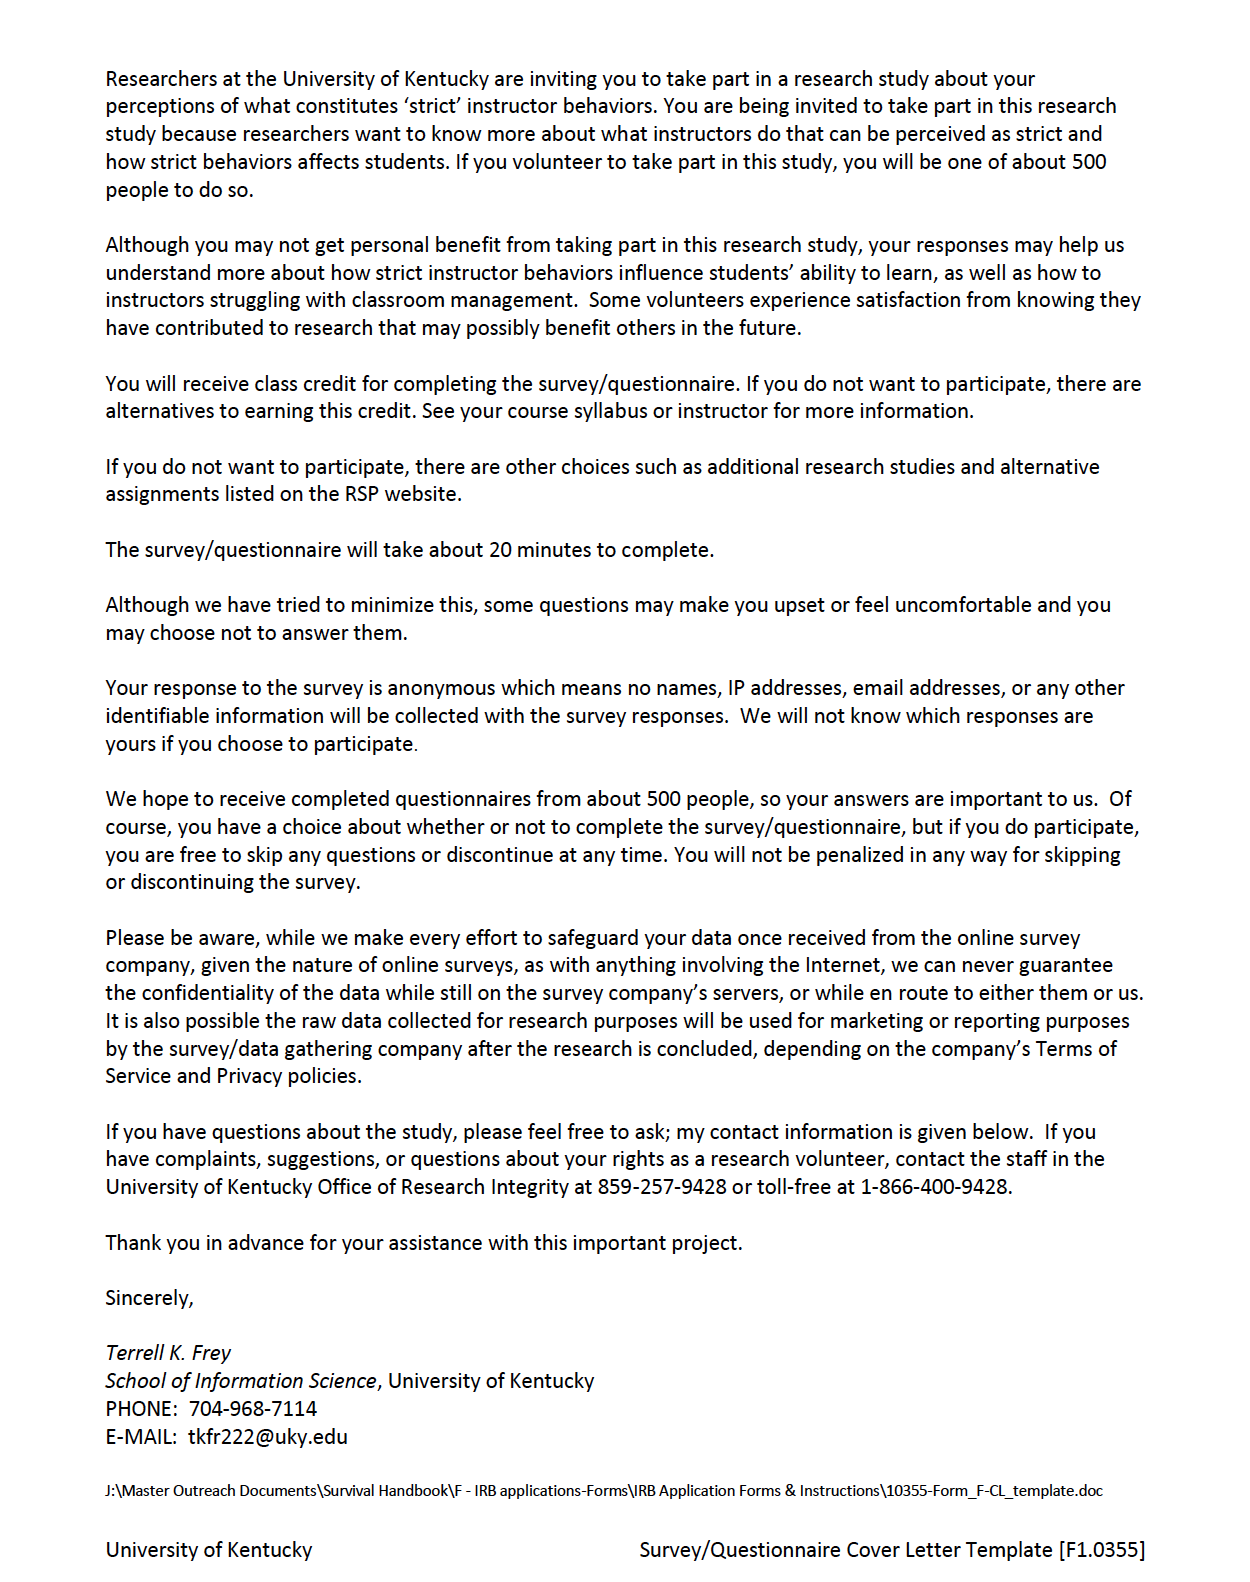 Researchers at the University of Kentucky are inviting you to take part in a research study about your
perceptions of what constitutes ‘strict’ instructor behaviors. You are being invited to take part in this research
study because researchers want to know more about what instructors do that can be perceived as strict and
how strict behaviors affects students. If you volunteer to take part in this study, you will be one of about 500
people to do so.
Although you may not get personal benefit from taking part in this research study, your responses may help us
understand more about how strict instructor behaviors influence students’ ability to learn, as well as how to
instructors struggling with classroom management.  Some volunteers experience satisfaction from knowing they
have contributed to research that may possibly benefit others in the future.
You will receive class credit for completing the survey/questionnaire. If you do not want to participate, there are
alternatives to earning this credit. See your course syllabus or instructor for more information.
If you do not want to participate, there are other choices such as additional research studies and alternative
assignments listed on the RSP website.
The survey/questionnaire will take about 20 minutes to complete.
Although we have tried to minimize this, some questions may make you upset or feel uncomfortable and you
may choose not to answer them.
Your response to the survey is anonymous which means no names, IP addresses, email addresses, or any other
identifiable information will be collected with the survey responses.  We will not know which responses are
yours if you choose to participate.
We hope to receive completed questionnaires from about 500 people, so your answers are important to us.  Of
course, you have a choice about whether or not to complete the survey/questionnaire, but if you do participate,
you are free to skip any questions or discontinue at any time. You will not be penalized in any way for skipping
or discontinuing the survey.
Please be aware, while we make every effort to safeguard your data once received from the online survey
company, given the nature of online surveys, as with anything involving the Internet, we can never guarantee
the confidentiality of the data while still on the survey company’s servers, or while en route to either them or us.
It is also possible the raw data collected for research purposes will be used for marketing or reporting purposes
by the survey/data gathering company after the research is concluded, depending on the company’s Terms of
Service and Privacy policies.
If you have questions about the study, please feel free to ask; my contact information is given below.  If you
have complaints, suggestions, or questions about your rights as a research volunteer, contact the staff in the
University of Kentucky Office of Research Integrity at 859-257-9428 or toll-free at 1-866-400-9428.
Thank you in advance for your assistance with this important project.
Sincerely,
Terrell K. Frey
School of Information Science, University of Kentucky
PHONE:  704-968-7114
E-MAIL:  tkfr222@uky.edu
J:\Master Outreach Documents\Survival Handbook\F - IRB applications-Forms\IRB Application Forms & Instructions\10355-Form_F-CL_template.doc
University of Kentucky Survey/Questionnaire Cover Letter Template [F1.0355]